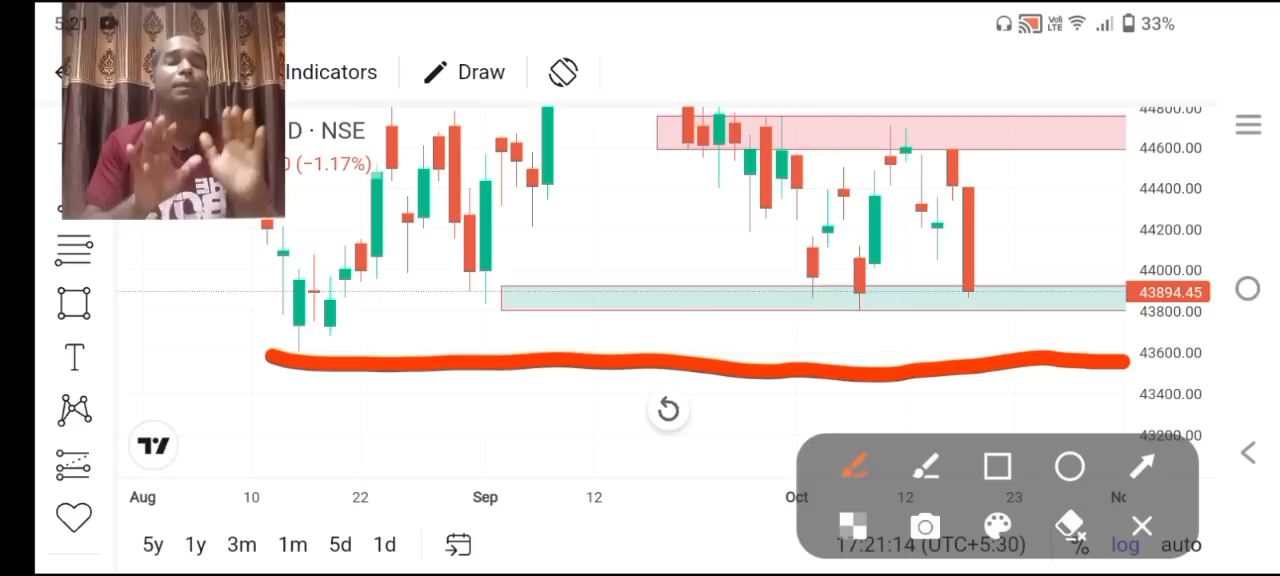 5:21
Vo)
LTE
33%
Indicators
Draw
D · NSE
0 (−1.17%)
44800.00
44600.00
44400.00
44200.00
44000.00
43894.45
43800.00
43600.00
43400.00
43200.00
T
Aug 10 22 Sep 12 Oct 12 23 No
5y 1y 3m 1m 5d 1d
17:21:14 (UTC+5:30) % log auto